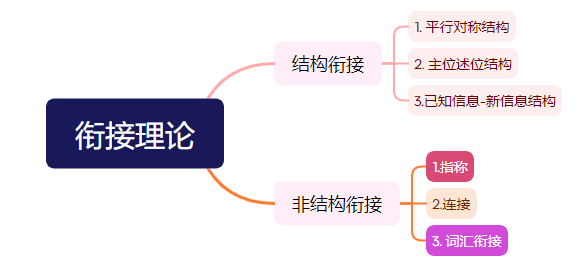 衔接理论
结构衔接
1. 平行对称结构
2. 主位述位结构
3.已知信息-新信息结构
非结构衔接
1.指称
2.连接
3. 词汇衔接